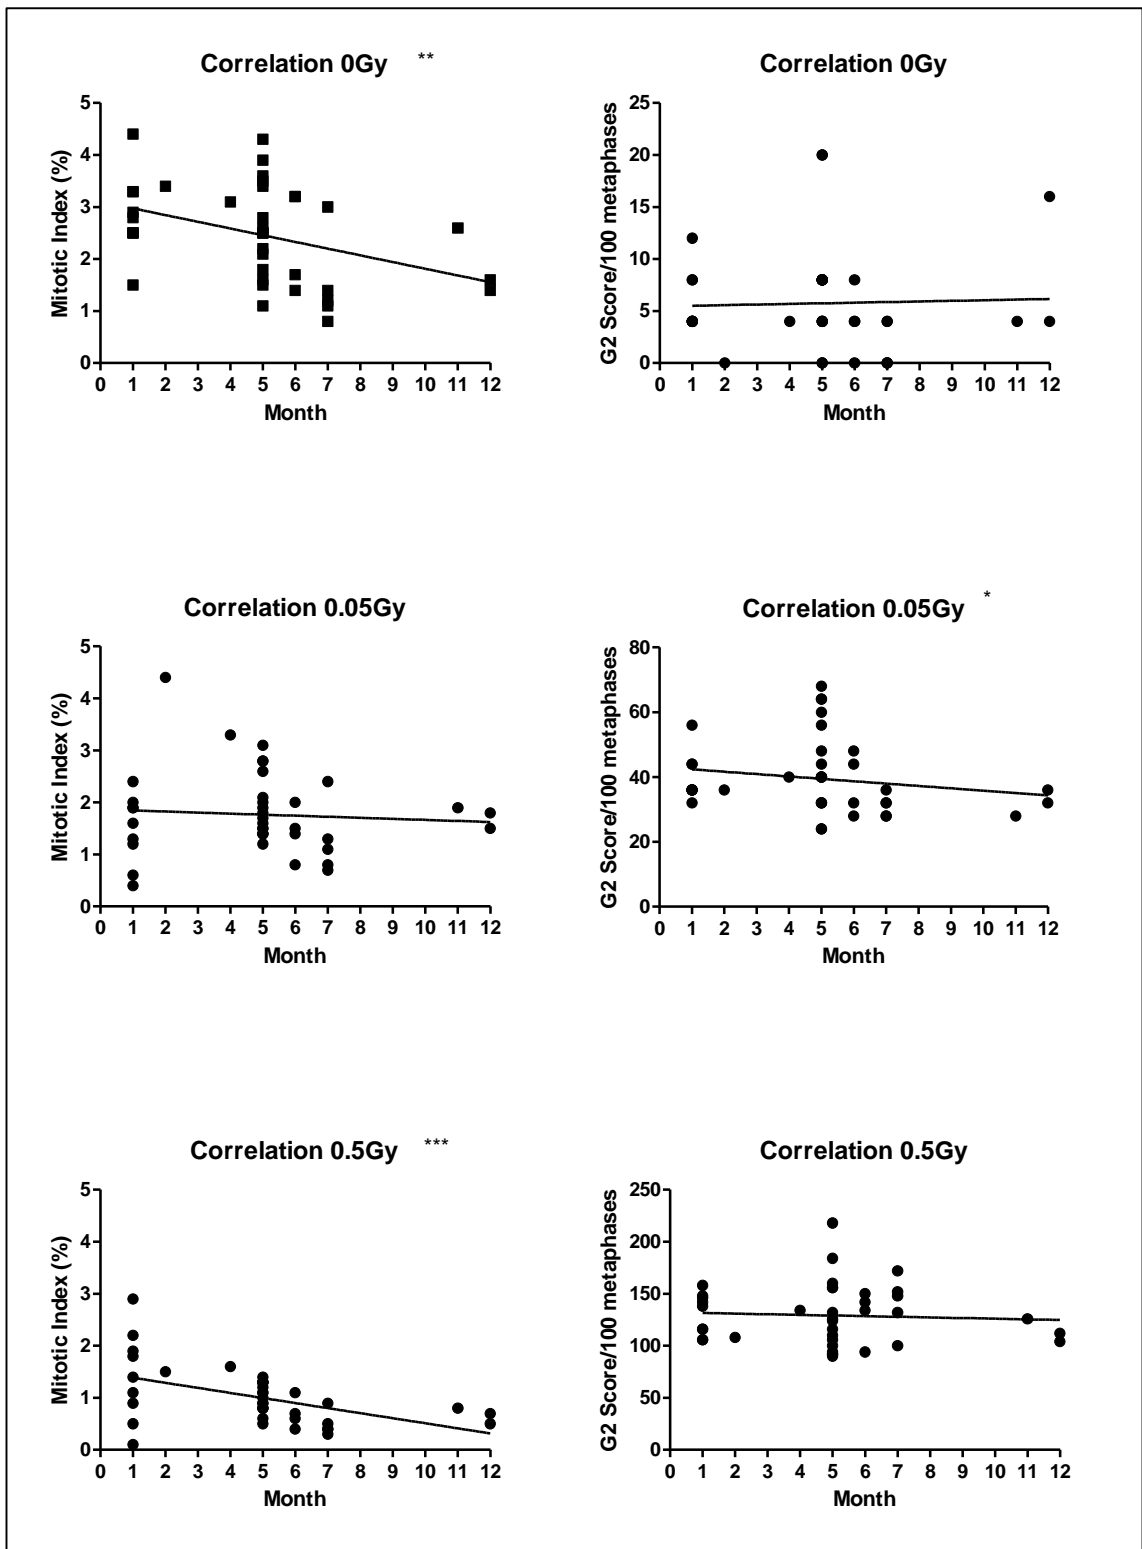 Correlation 0Gy **
Mitotic Index (%)
5
4
3
2
1
0
0 1 2 3 4 5 6 7 8 9 10 11 12
Month
Correlation 0Gy
G2 Score/100 metaphases
25
20
15
10
5
0
0 1 2 3 4 5 6 7 8 9 10 11 12
Month
Correlation 0.05Gy
Mitotic Index (%)
5
4
3
2
1
0
0 1 2 3 4 5 6 7 8 9 10 11 12
Month
Correlation 0.05Gy *
G2 Score/100 metaphases
80
60
40
20
0
0 1 2 3 4 5 6 7 8 9 10 11 12
Month
Correlation 0.5Gy ***
Mitotic Index (%)
5
4
3
2
1
0
0 1 2 3 4 5 6 7 8 9 10 11 12
Month
Correlation 0.5Gy
G2 Score/100 metaphases
250
200
150
100
50
0
0 1 2 3 4 5 6 7 8 9 10 11 12
Month